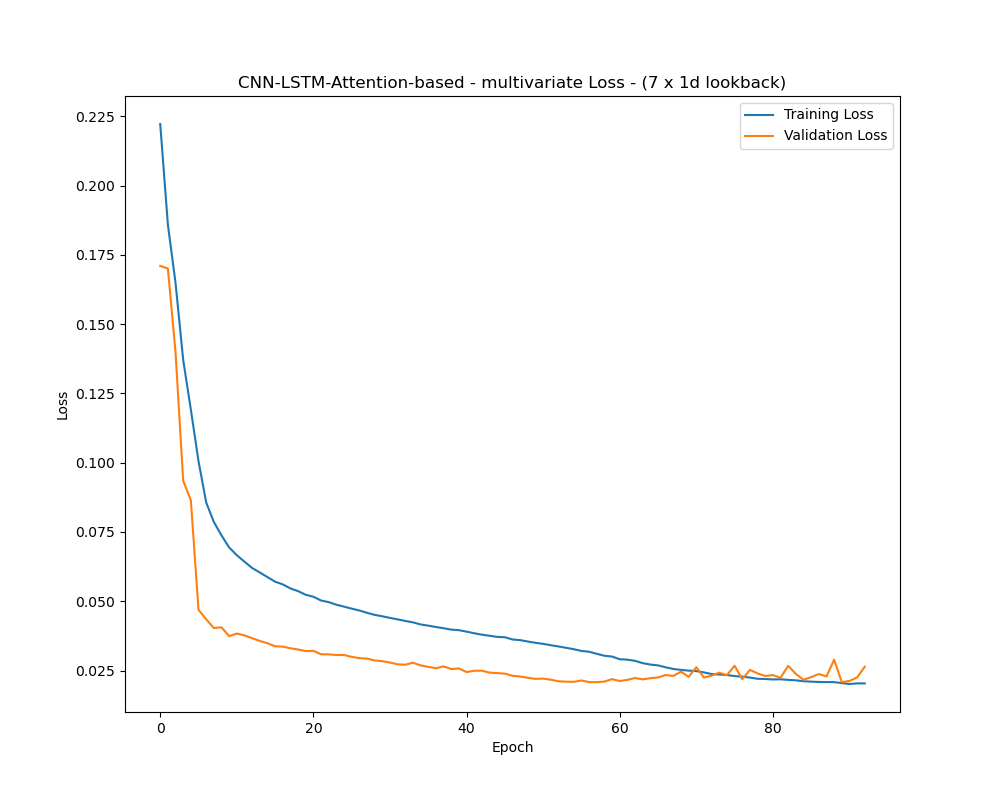 CNN-LSTM-Attention-based - multivariate Loss - (7 x 1d lookback)
Training Loss
Validation Loss
0.225
0.200
0.175
0.150
0.125
0.100
0.075
0.050
0.025
Loss
0 20 40 60 80
Epoch